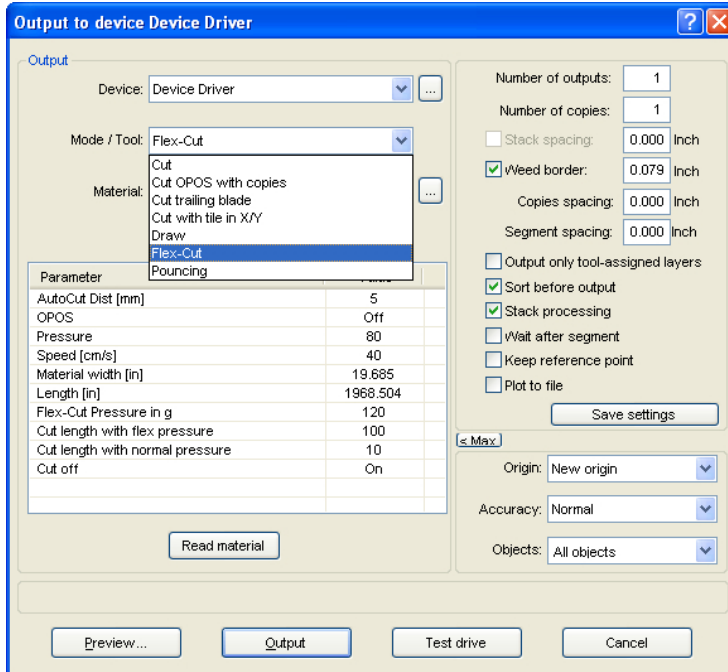 Output to device Device Driver
Output
Device: Device Driver ...
Mode / Tool: Flex-Cut
Cut
Cut OPOS with copies
Cut trailing blade
Cut with tile in X/Y
Draw
Flex-Cut
Pouncing
Material: ...
Parameter
AutoCut Dist [mm] 5
OPOS Off
Pressure 80
Speed [cm/s] 40
Material width [in] 19.685
Length [in] 1968.504
Flex-Cut Pressure in g 120
Cut length with flex pressure 100
Cut length with normal pressure 10
Cut off On
Read material
Number of outputs: 1
Number of copies: 1
Stack spacing: 0.000 Inch
Weed border: 0.079 Inch
Copies spacing: 0.000 Inch
Segment spacing: 0.000 Inch
Output only tool-assigned layers
Sort before output
Stack processing
Wait after segment
Keep reference point
Plot to file
Save settings
< Max
Origin: New origin
Accuracy: Normal
Objects: All objects
Preview... Output Test drive Cancel